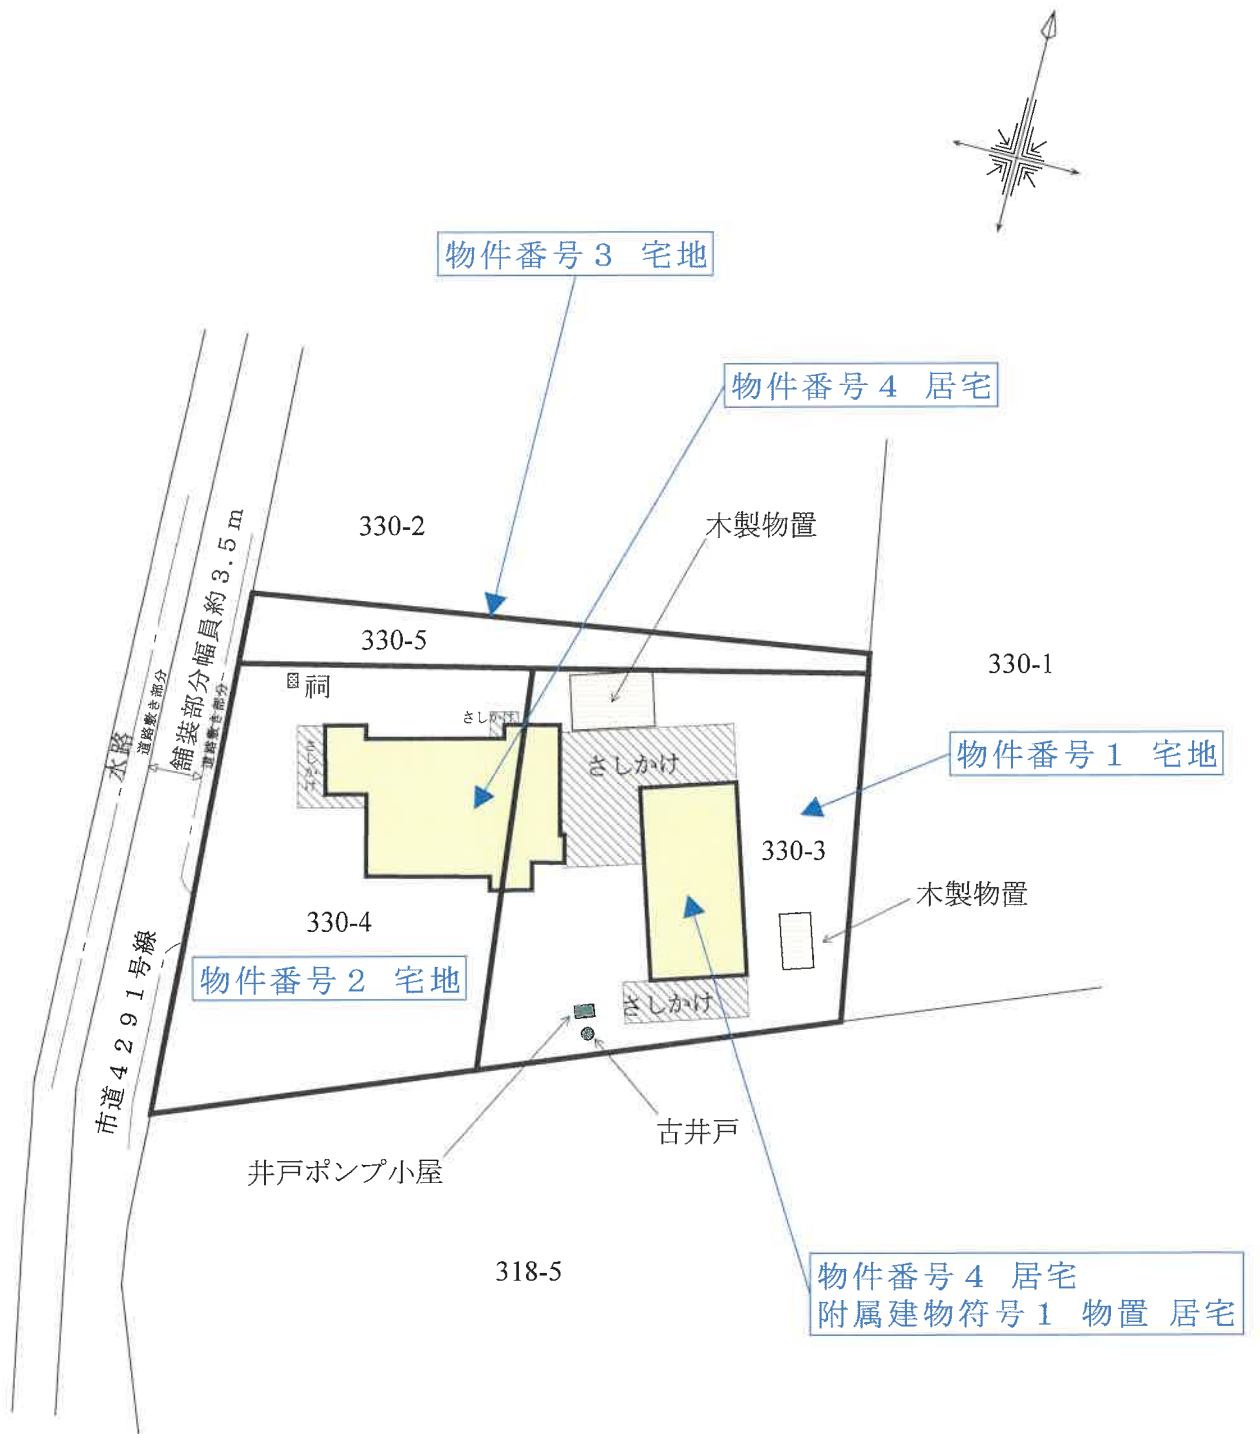 物件番号３　宅地
物件番号４　居宅
330-2
木製物置
330-5
330-1
祠
さしかけ
さしかけ
さしかけ
物件番号１　宅地
330-3
木製物置
330-4
物件番号２　宅地
さしかけ
水路
道路敷き部分
舗装部分幅員約３.５ｍ
道路敷き部分
市道４２９１号線
古井戸
井戸ポンプ小屋
318-5
物件番号４　居宅
附属建物符号１　物置　居宅